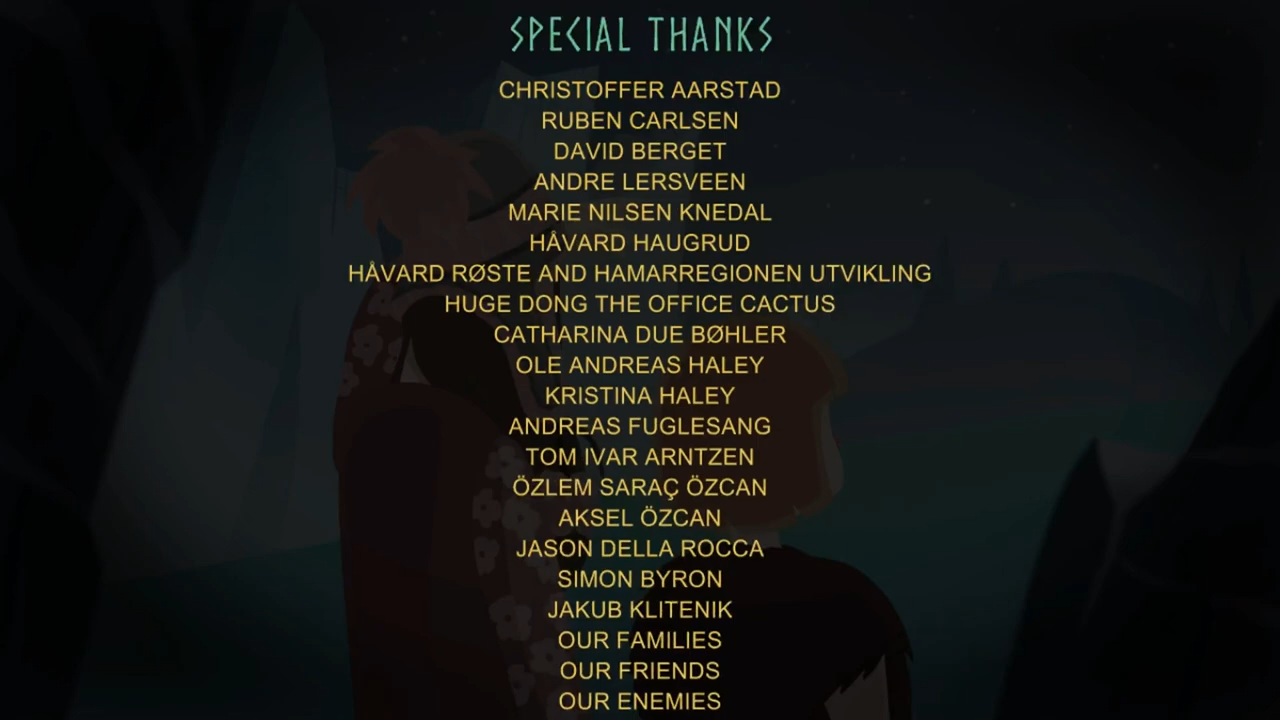 SPECIAL THANKS
CHRISTOFFER AARSTAD
RUBEN CARLSEN
DAVID BERGET
ANDRE LERSVEEN
MARIE NILSEN KNEDAL
HÅVARD HAUGRUD
HÅVARD RØSTE AND HAMARREGIONEN UTVIKLING
HUGE DONG THE OFFICE CACTUS
CATHARINA DUE BØHLER
OLE ANDREAS HALEY
KRISTINA HALEY
ANDREAS FUGLESANG
TOM IVAR ARNTZEN
ÖZLEM SARAÇ ÖZCAN
AKSEL ÖZCAN
JASON DELLA ROCCA
SIMON BYRON
JAKUB KLITENIK
OUR FAMILIES
OUR FRIENDS
OUR ENEMIES